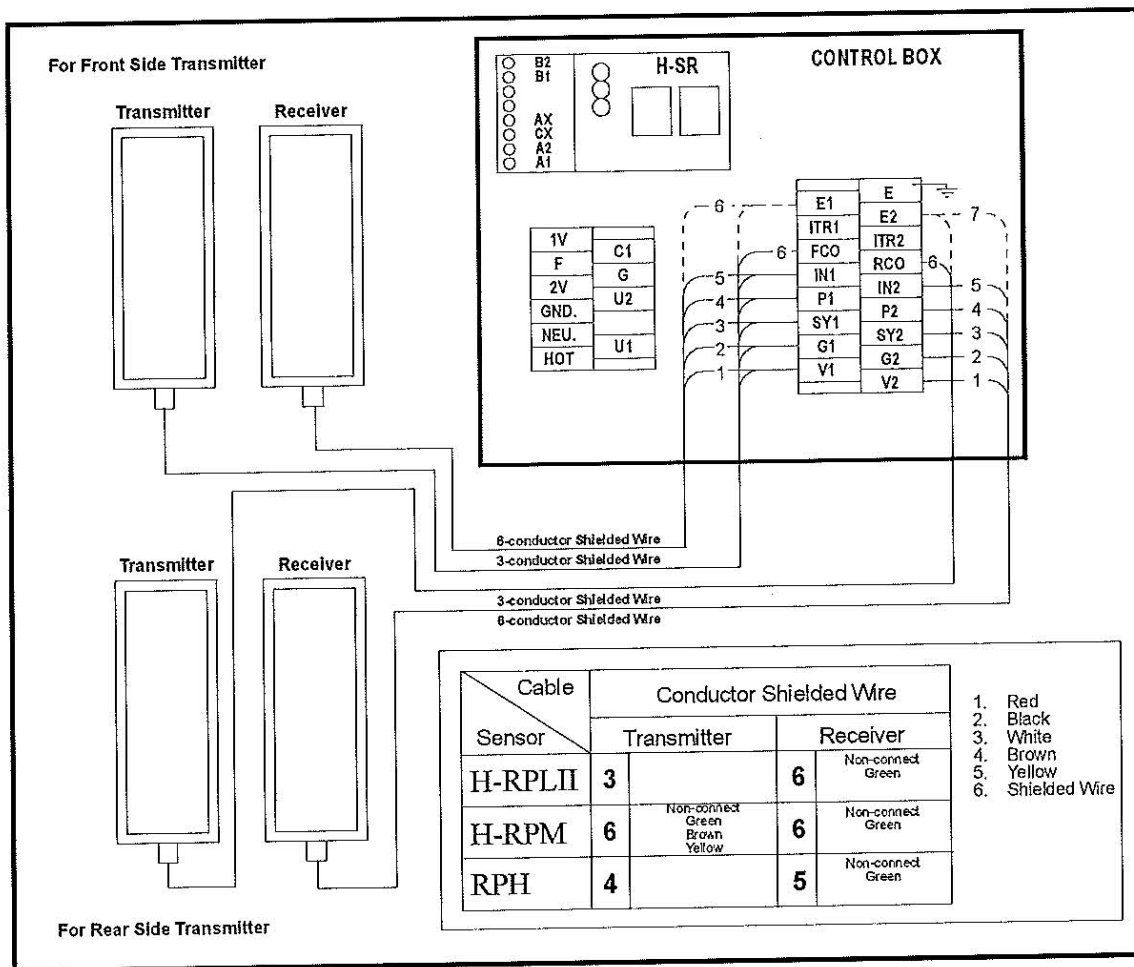 For Front Side Transmitter
Transmitter
Receiver
B2
B1
AX
CX
A2
A1
H-SR
CONTROL BOX
1V
F
2V
GND.
NEU.
HOT
C1
G
U2
U1
6
5
4
3
2
1
6
E1
ITR1
FCO
IN1
P1
SY1
G1
V1
E
E2
ITR2
RCO
IN2
P2
SY2
G2
V2
7
6
5
4
3
2
1
6-conductor Shielded Wire
3-conductor Shielded Wire
3-conductor Shielded Wire
6-conductor Shielded Wire
Transmitter
Receiver
For Rear Side Transmitter
Cable
Sensor
Conductor Shielded Wire
Transmitter
Receiver
H-RPLII 3 6 Non-connect
Green
H-RPM 6 Non-connect
Green
Brown
Yellow
6 Non-connect
Green
RPH 4 5 Non-connect
Green
1. Red
2. Black
3. White
4. Brown
5. Yellow
6. Shielded Wire